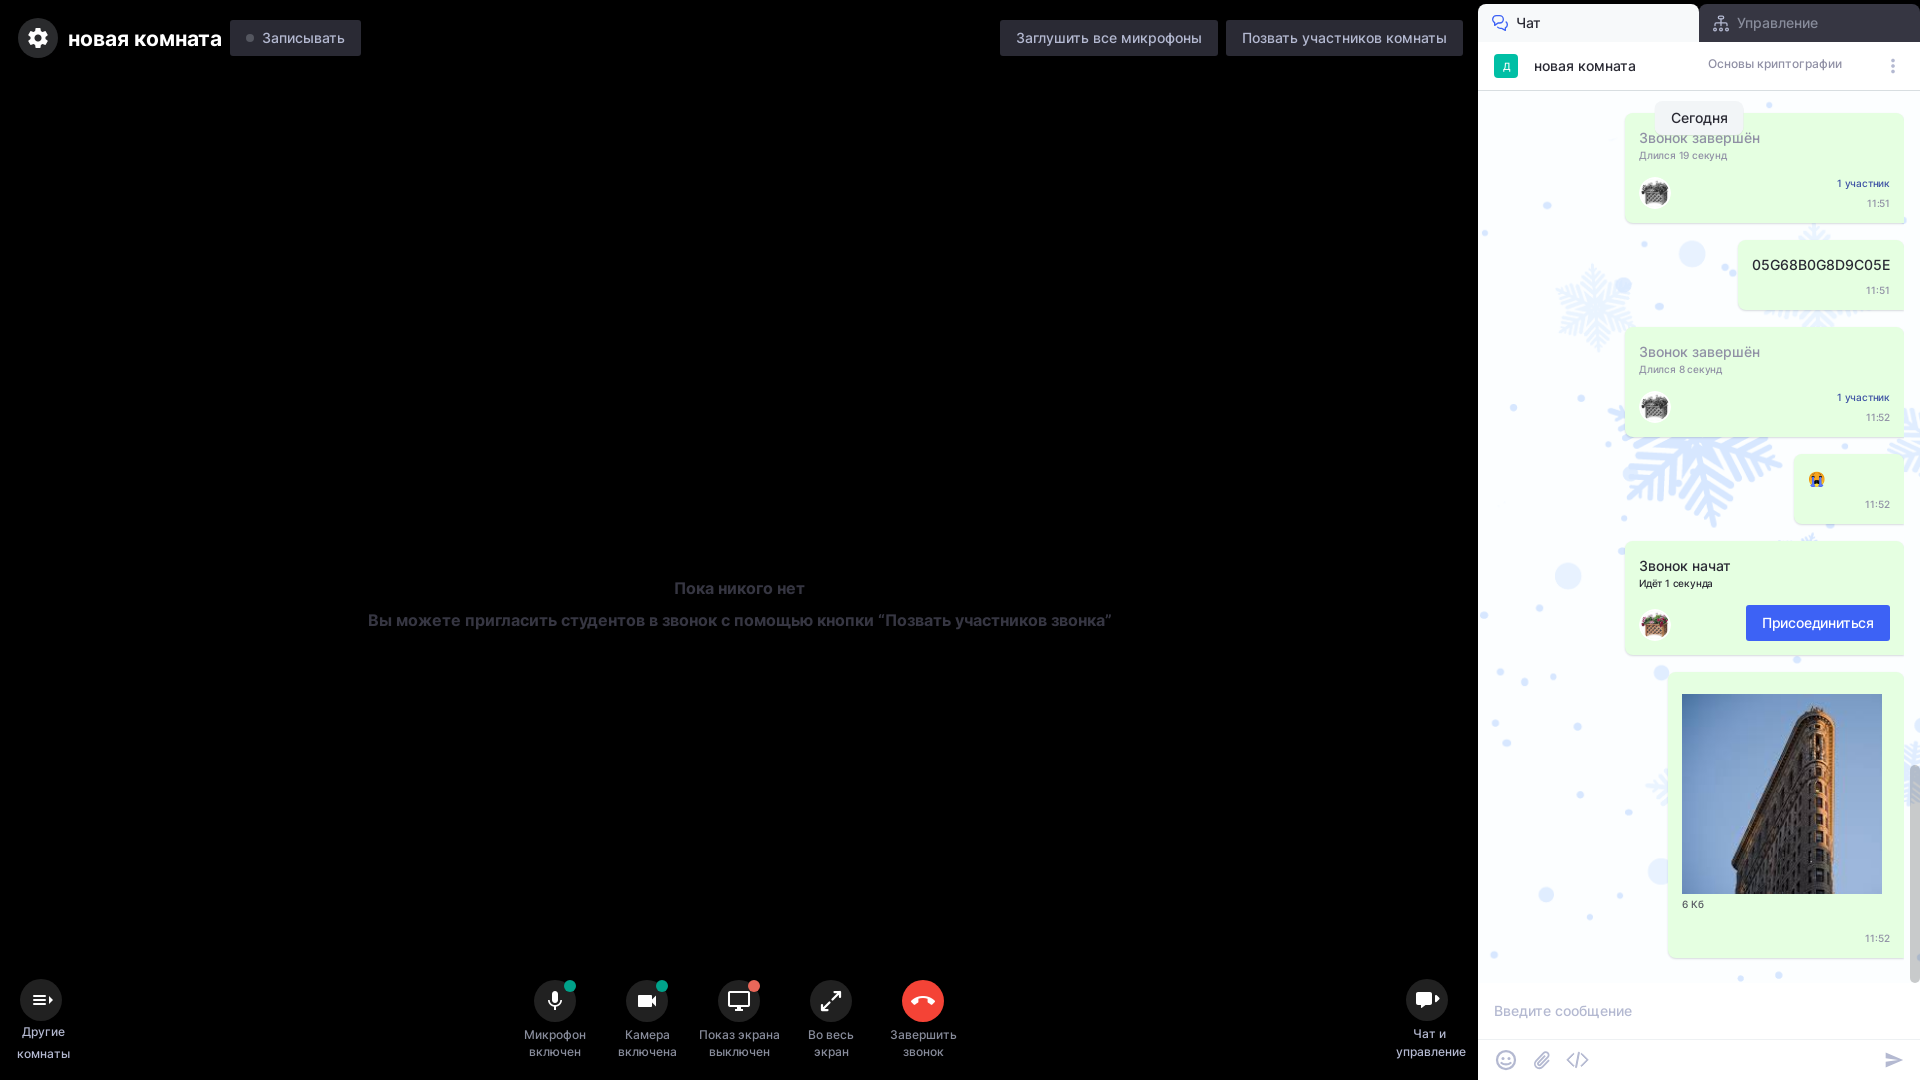 новая комната
Записывать
Заглушить все микрофоны
Позвать участников комнаты
Чат
Управление
Д
новая комната
Основы криптографии
Сегодня
Звонок завершён
Длился 19 секунд
1 участник
11:51
05G68B0G8D9C05E
11:51
Звонок завершён
Длился 8 секунд
1 участник
11:52
11:52
Звонок начат
Идёт 1 секунда
Присоединиться
6 Кб
11:52
Пока никого нет
Вы можете пригласить студентов в звонок с помощью кнопки “Позвать участников звонка”
Другие
комнаты
Микрофон
включен
Камера
включена
Показ экрана
выключен
Во весь
экран
Завершить
звонок
Чат и
управление
Введите сообщение